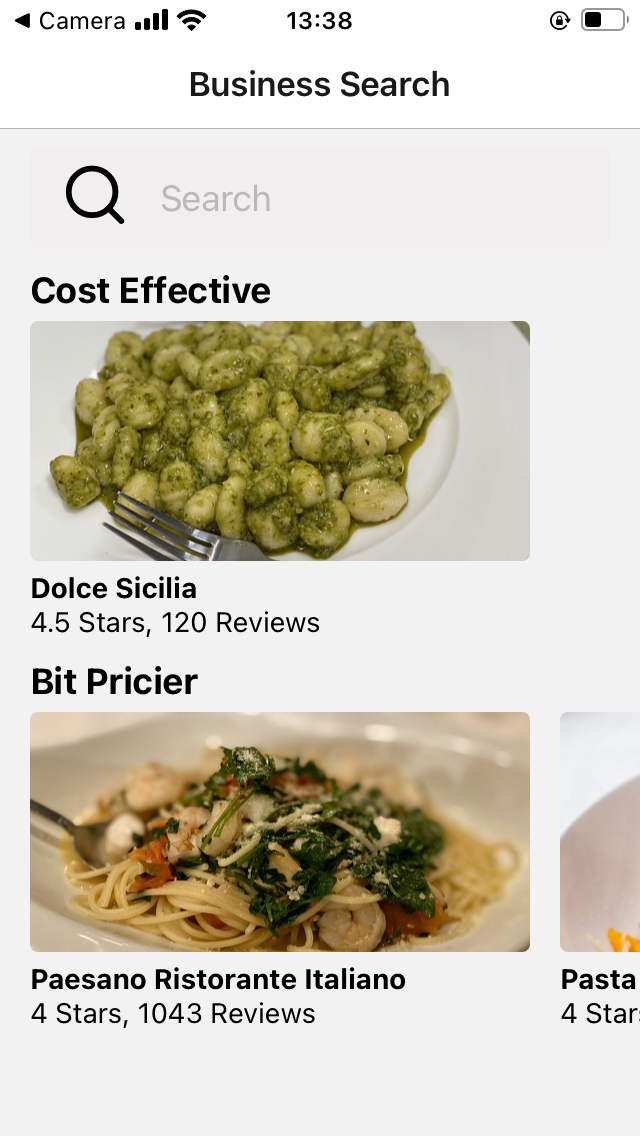 Camera 13:38
Business Search
Search
Cost Effective
Dolce Sicilia
4.5 Stars, 120 Reviews
Bit Pricier
Paesano Ristorante Italiano Pasta
4 Stars, 1043 Reviews 4